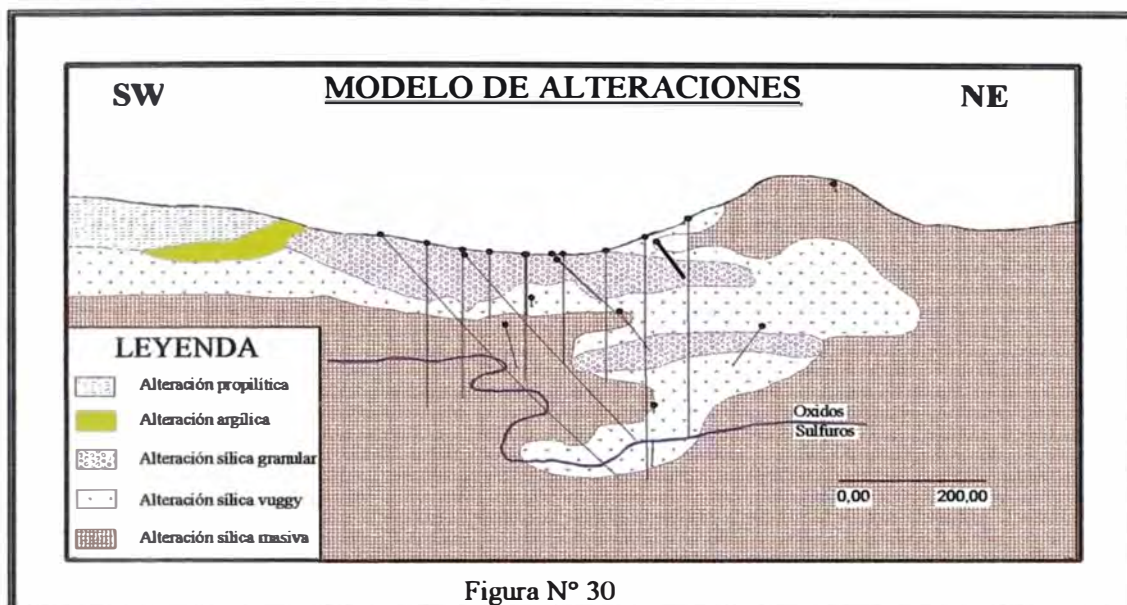 SW
MODELO DE ALTERACIONES
NE
LEYENDA
Alteración propilítica
Alteración argílica
Alteración sílica granular
Alteración sílica vuggy
Alteración sílica masiva
Oxidos
Sulfuros
0,00 200,00
Figura Nº 30